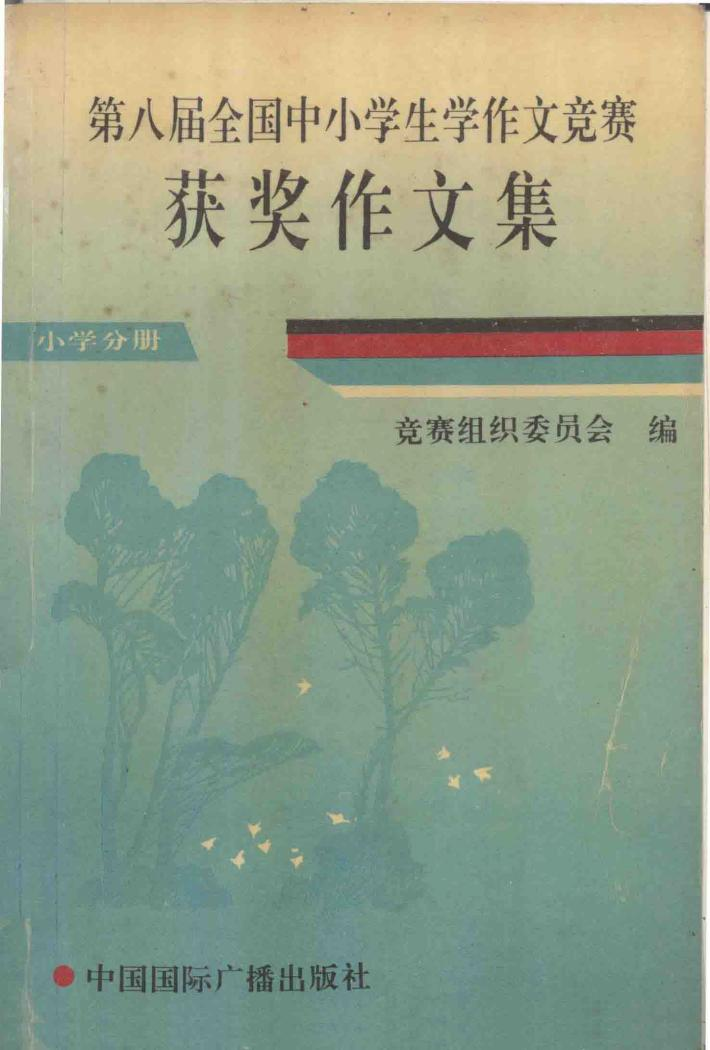 第八届全国中小学生学作文竞赛
获奖作文集
小学分册
竞赛组织委员会 编
中国国际广播出版社